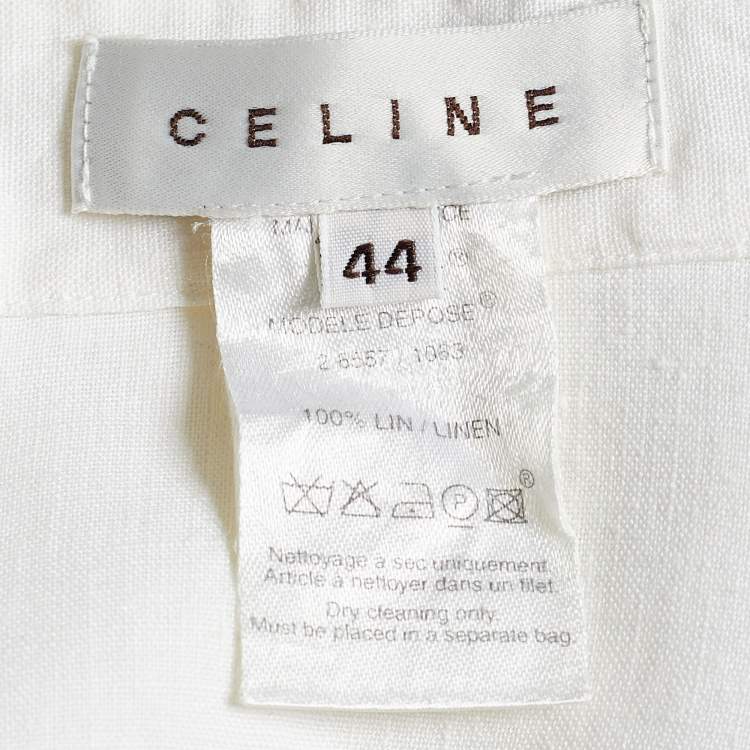 CELINE
44
MODELE DEPOSE®
100% LIN / LINEN
®
Nettoyage à sec uniquement.
Article à nettoyer dans un filet.
Dry cleaning only.
Must be placed in a separate bag.